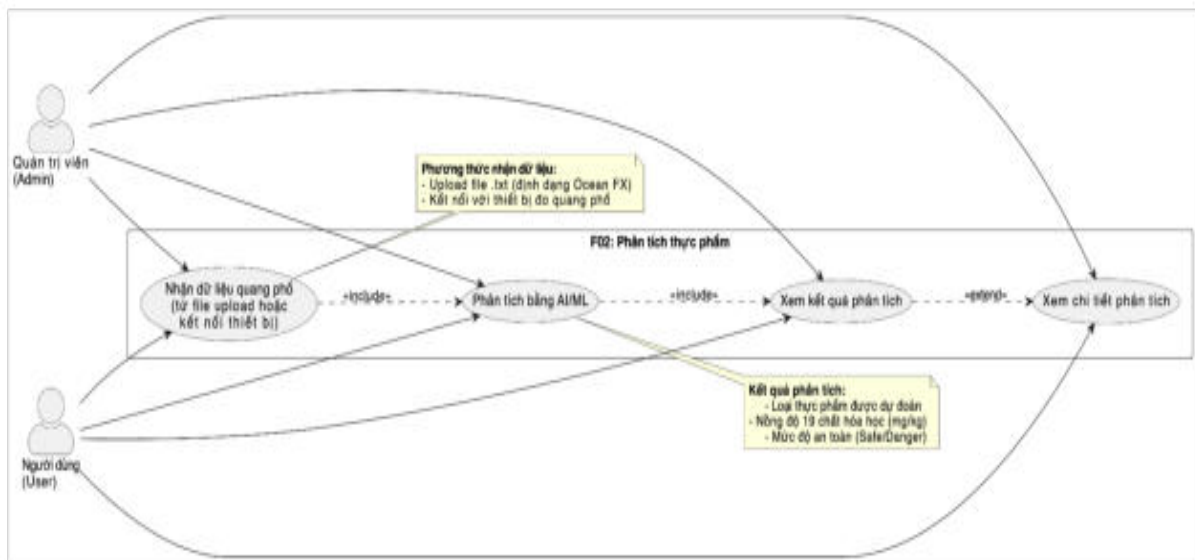 Quản trị viên
(Admin)
Phương thức nhận dữ liệu:
- Upload file .txt (định dạng Ocean FX)
- Kết nối với thiết bị đo quang phổ
F02: Phân tích thực phẩm
Nhận dữ liệu quang phổ
(từ file upload hoặc
kết nối thiết bị)
«include»
Phân tích bằng AI/ML
«include»
Xem kết quả phân tích
«extend»
Xem chi tiết phân tích
Kết quả phân tích:
- Loại thực phẩm được dự đoán
- Nồng độ 19 chất hóa học (mg/kg)
- Mức độ an toàn (Safe/Danger)
Người dùng
(User)